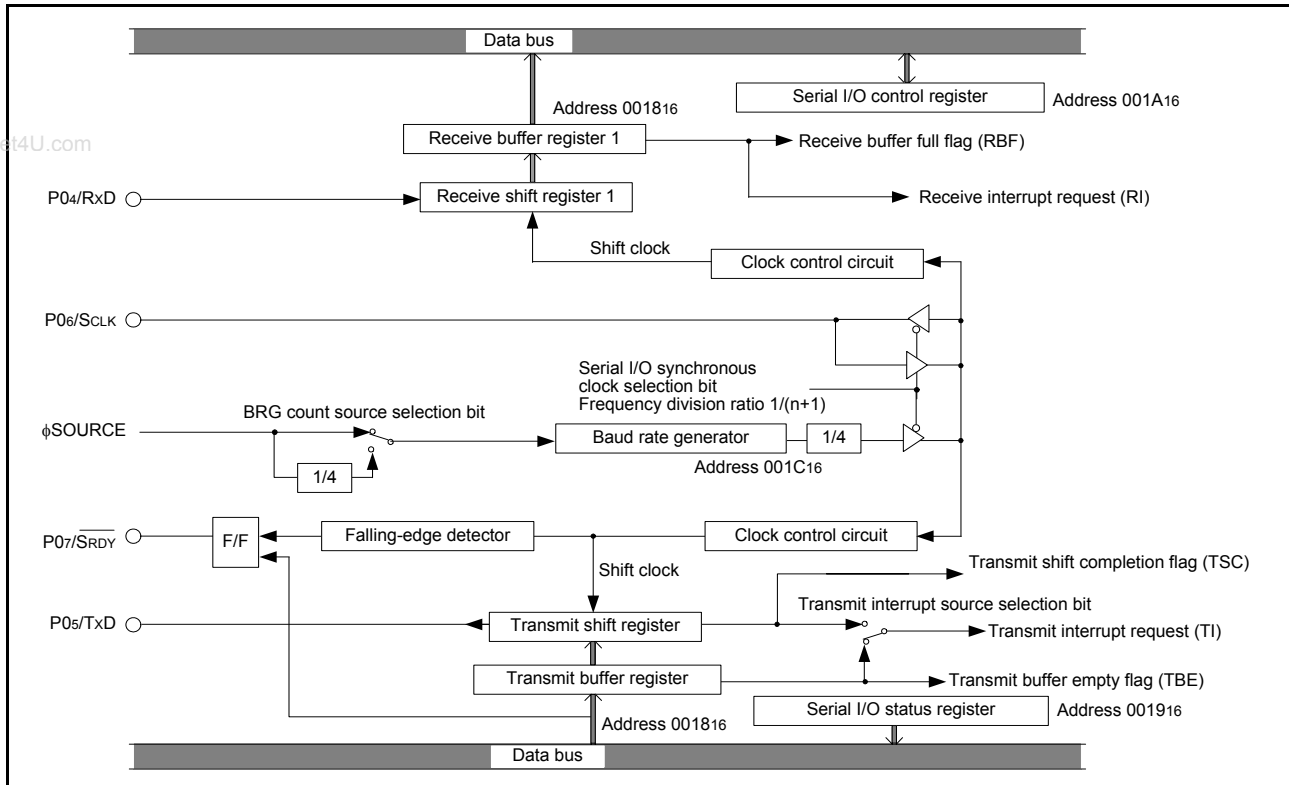 Data bus
Serial I/O control register
Address 001A16
Address 001816
Receive buffer register 1
Receive buffer full flag (RBF)
et4U.com
P04/RxD
Receive shift register 1
Receive interrupt request (RI)
Shift clock
Clock control circuit
P06/SCLK
Serial I/O synchronous
clock selection bit
Frequency division ratio 1/(n+1)
BRG count source selection bit
ϕSOURCE
Baud rate generator
1/4
Address 001C16
1/4
P07/SRDY
F/F
Falling-edge detector
Clock control circuit
Shift clock
Transmit shift completion flag (TSC)
Transmit interrupt source selection bit
P05/TxD
Transmit shift register
Transmit interrupt request (TI)
Transmit buffer register
Transmit buffer empty flag (TBE)
Address 001816
Serial I/O status register
Address 001916
Data bus